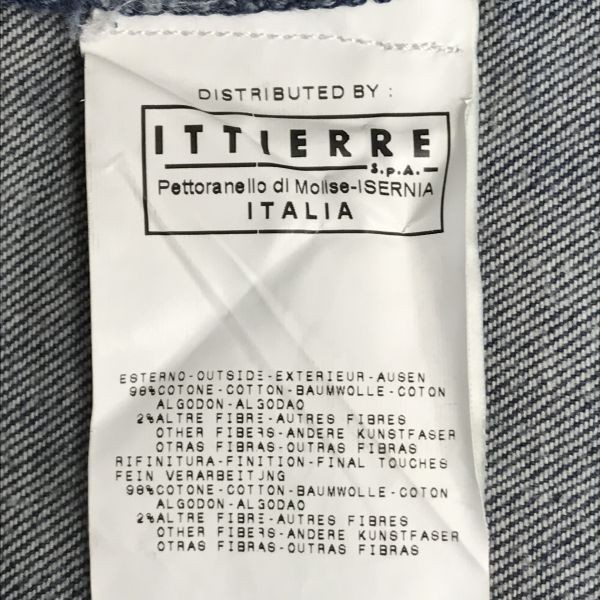 DISTRIBUTED BY :
ITTIERRE
S.p.A.
Pettoranello di Molise-ISERNIA
ITALIA
ESTERNO-OUTSIDE-EXTERIEUR-AUSEN
98%COTONE-COTTON-BAUMWOLLE-COTON
ALGODON-ALGODAO
2%ALTRE FIBRE-AUTRES FIBRES
OTHER FIBERS-ANDERE KUNSTFASER
OTRAS FIBRAS-OUTRAS FIBRAS
RIFINITURA-FINITION-FINAL TOUCHES
FEIN VERARBEITJNG
98%COTONE-COTTON-BAUMWOLLE-COTON
ALGODON-ALGODAO
2%ALTRE FIBRE-AUTRES FIBRES
OTHER FIBERS-ANDERE KUNSTFASER
OTRAS FIBRAS-OUTRAS FIBRAS